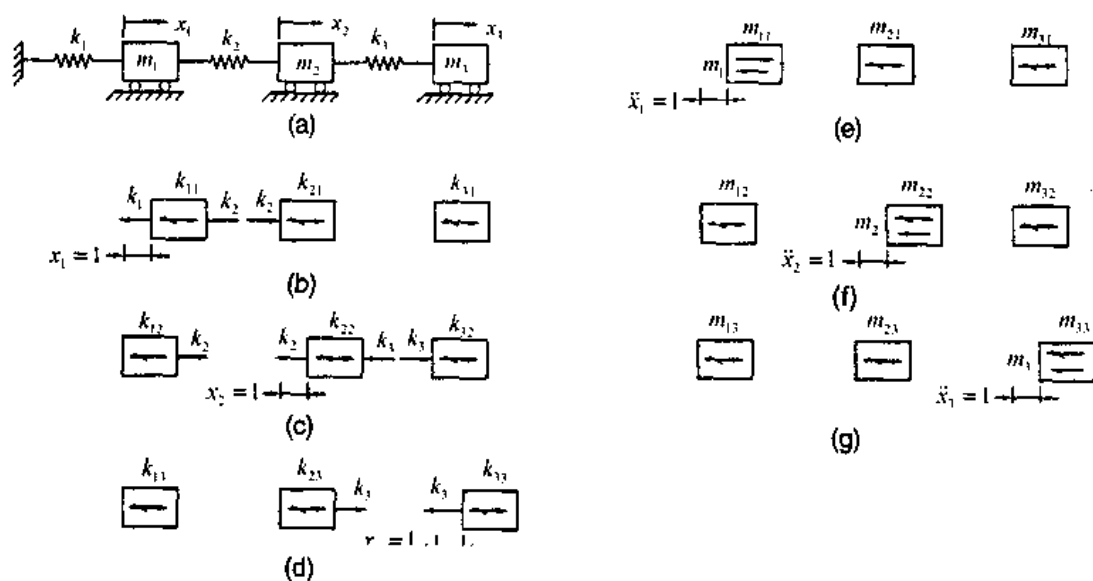 x₁ x₂ x₃
k₁ k₂ k₃
m₁ m₂ m₃
(a)
k₁ k₁₁ k₂ k₂ k₂₁ k₃₁
x₁ = 1
(b)
k₁₂ k₂ k₂ k₂₂ k₃ k₃ k₃₂
x₂ = 1
(c)
k₁₃ k₂₃ k₃ k₃ k₃₃
(d)
m₁₁ m₂₁ m₃₁
m₁
ẍ₁ = 1
(e)
m₁₂ m₂₂ m₃₂
m₂
ẍ₂ = 1
(f)
m₁₃ m₂₃ m₃₃
m₃
ẍ₃ = 1
(g)